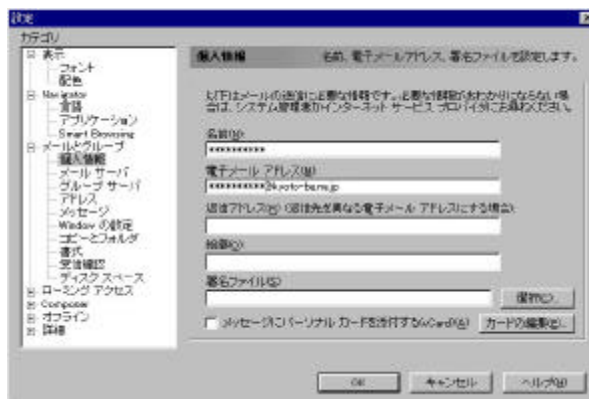 設定
カテゴリ
表示
フォント
配色
Navigator
言語
アプリケーション
Smart Browsing
メールとグループ
個人情報
メール サーバ
グループ サーバ
アドレス
メッセージ
Window の設定
コピーとフォルダ
書式
受信確認
ディスク スペース
ローミング アクセス
Composer
オフライン
詳細
個人情報 名前、電子メールアドレス、署名ファイルを設定します。
以下はメールの送信に必要な情報です。必要な情報がおわかりにならない場
合は、システム管理者かインターネット サービス プロバイダにお尋ねください。
名前(N):
**********
電子メール アドレス(M):
**********@kyoto-be.ne.jp
返信アドレス(R) (返信先を異なる電子メール アドレスにする場合):
組織(O):
署名ファイル(S):
選択(C)...
メッセージにパーソナル カードを添付する(vCard)(A) カードの編集(E)...
OK キャンセル ヘルプ(H)